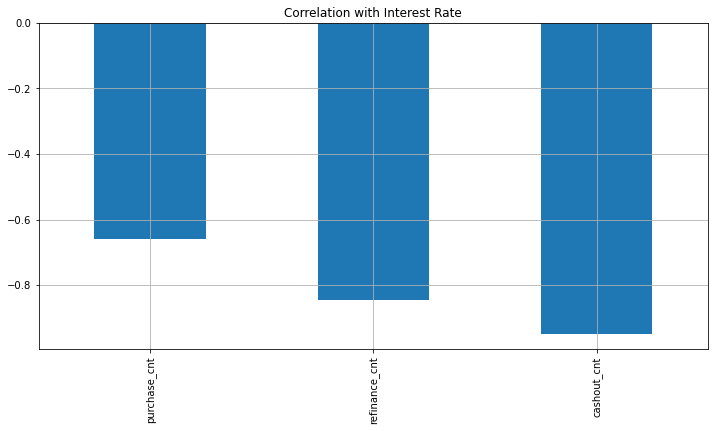 Correlation with Interest Rate
0.0
−0.2
−0.4
−0.6
−0.8
purchase_cnt
refinance_cnt
cashout_cnt